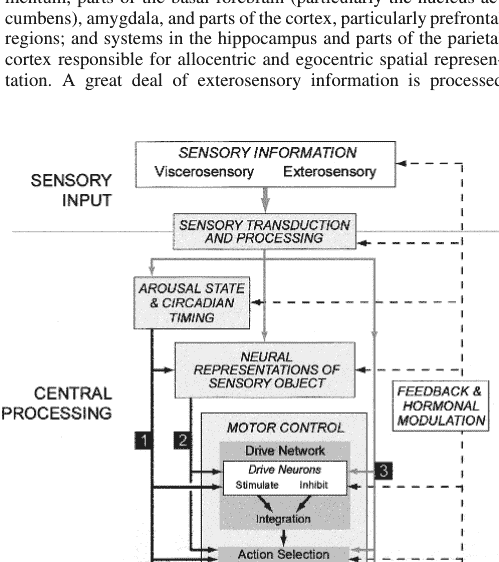 mentum, parts of the basal forebrain (particularly the nucleus ac-
cumbens), amygdala, and parts of the cortex, particularly prefronta
regions; and systems in the hippocampus and parts of the parieta
cortex responsible for allocentric and egocentric spatial represen-
tation. A great deal of exterosensory information is processed
SENSORY INFORMATION
Viscerosensory Exterosensory
SENSORY
INPUT
SENSORY TRANSDUCTION
AND PROCESSING
AROUSAL STATE
& CIRCADIAN
TIMING
NEURAL
REPRESENTATIONS OF
SENSORY OBJECT
CENTRAL
PROCESSING
FEEDBACK &
HORMONAL
MODULATION
MOTOR CONTROL
1 2
Drive Network
Drive Neurons
3
Stimulate Inhibit
Integration
Action Selection